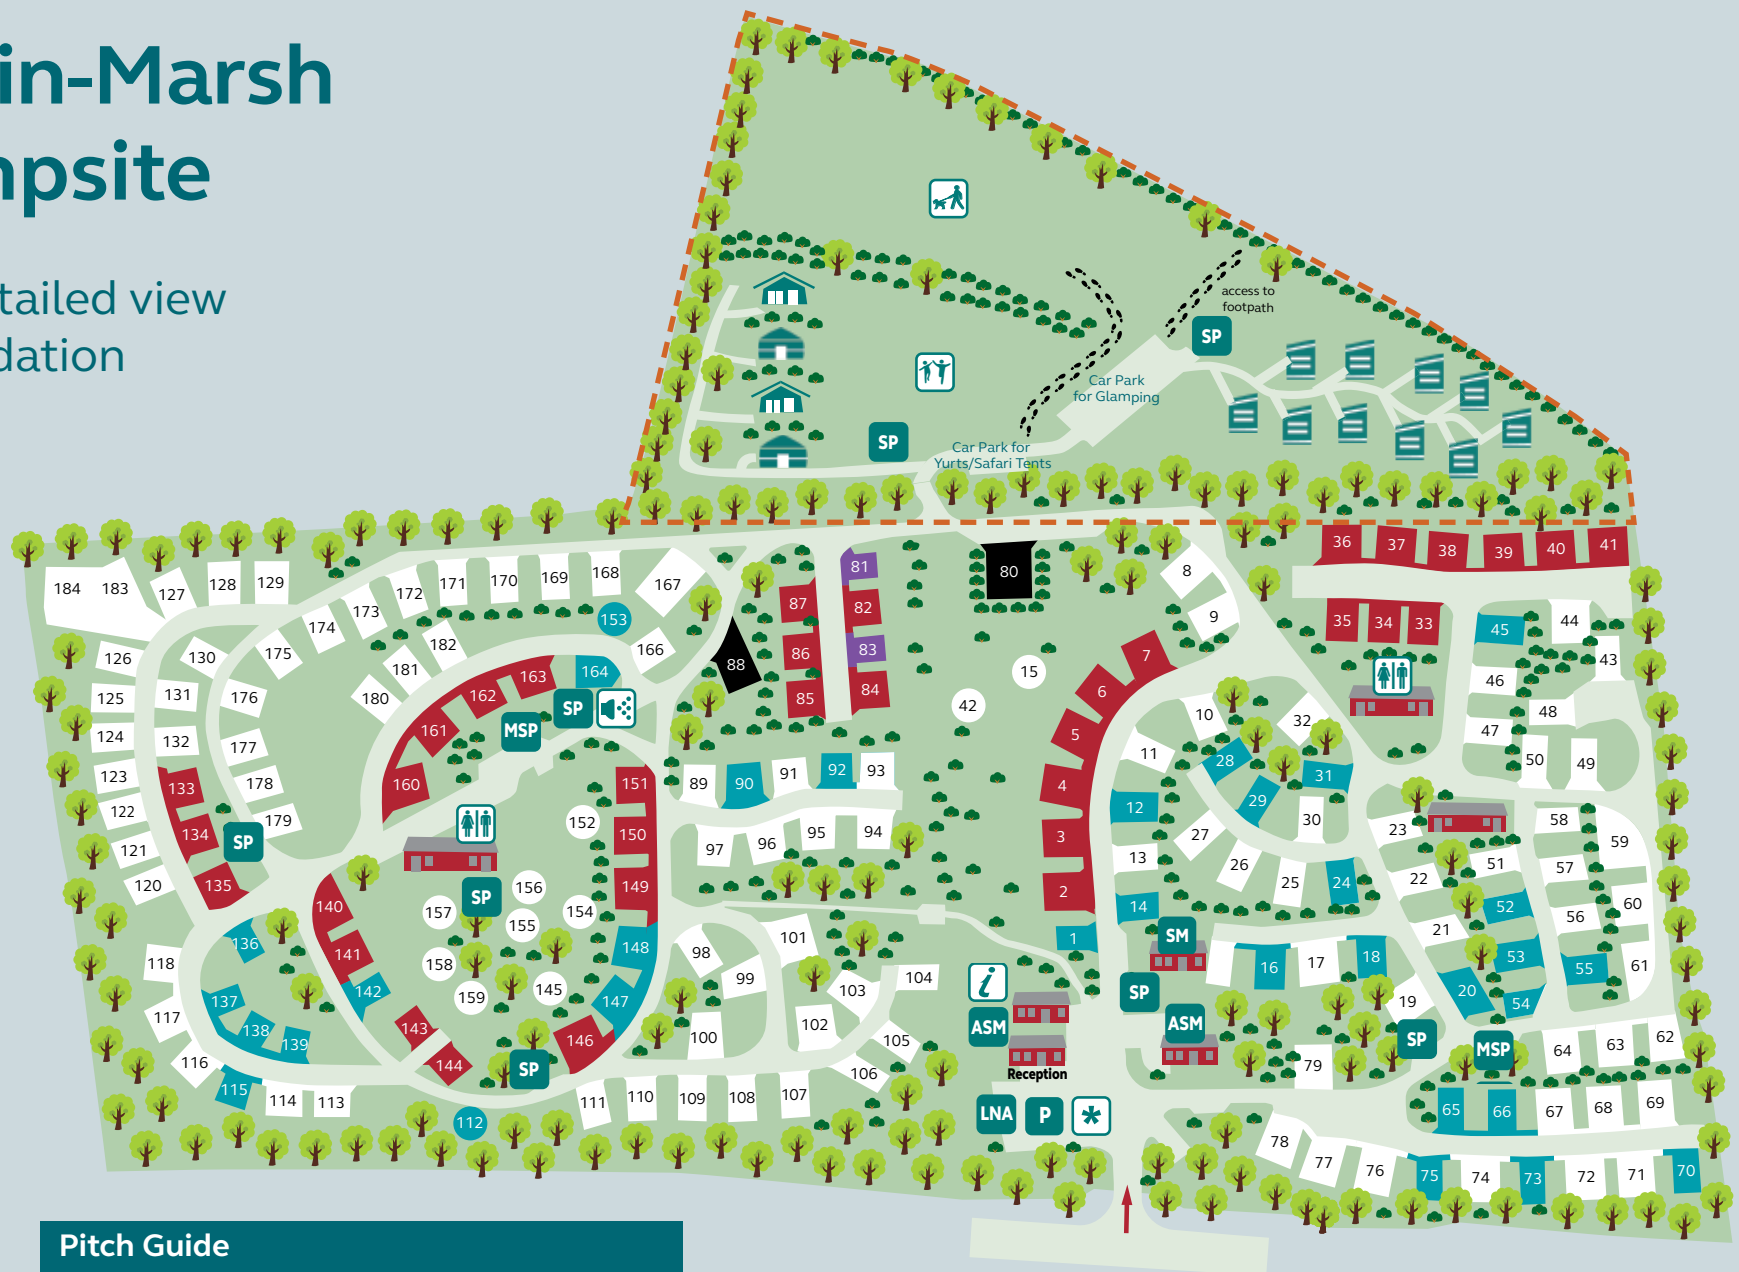 in-Marsh
mpsite
tailed view
dation
access to
footpath
SP
Car Park
for Glamping
SP
Car Park for
Yurts/Safari Tents
36 37 38 39 40 41
35 34 33
45 44
43
46
47 48
50 49
184 183 127 128 129
174 173 172 171 170 169 168 167
153
126 130 175 181 182 166
125 131 176 180
124 132 177
123 133 178
122 134 179
121 SP
120 135
160 161 162 163 164
MSP SP
81
87 82
86 83
85 84
88
80
8
9
15
42
7
6
5
4
3
2
1
10
11
12
13
14
32
28
31
29
30
27
26
25
24
89 90 91 92 93
97 96 95 94
151
150
149
148
147
146
152
156
SP
157
155
154
158
159
145
140
141
142
143
144
SP
136
137
138
139
118
117
116
115
114 113
112
98
99
100
101
102
103
104
105
106
111 110 109 108 107
SM
SP
ASM
ASM
Reception
LNA P *
16 17 18
19
20
21
22
23
51
52
53
54
55
56
57
58
59
60
61
SP
MSP
64 63 62
79
65 66 67 68 69
78 77 76 75 74 73 72 71 70
Pitch Guide